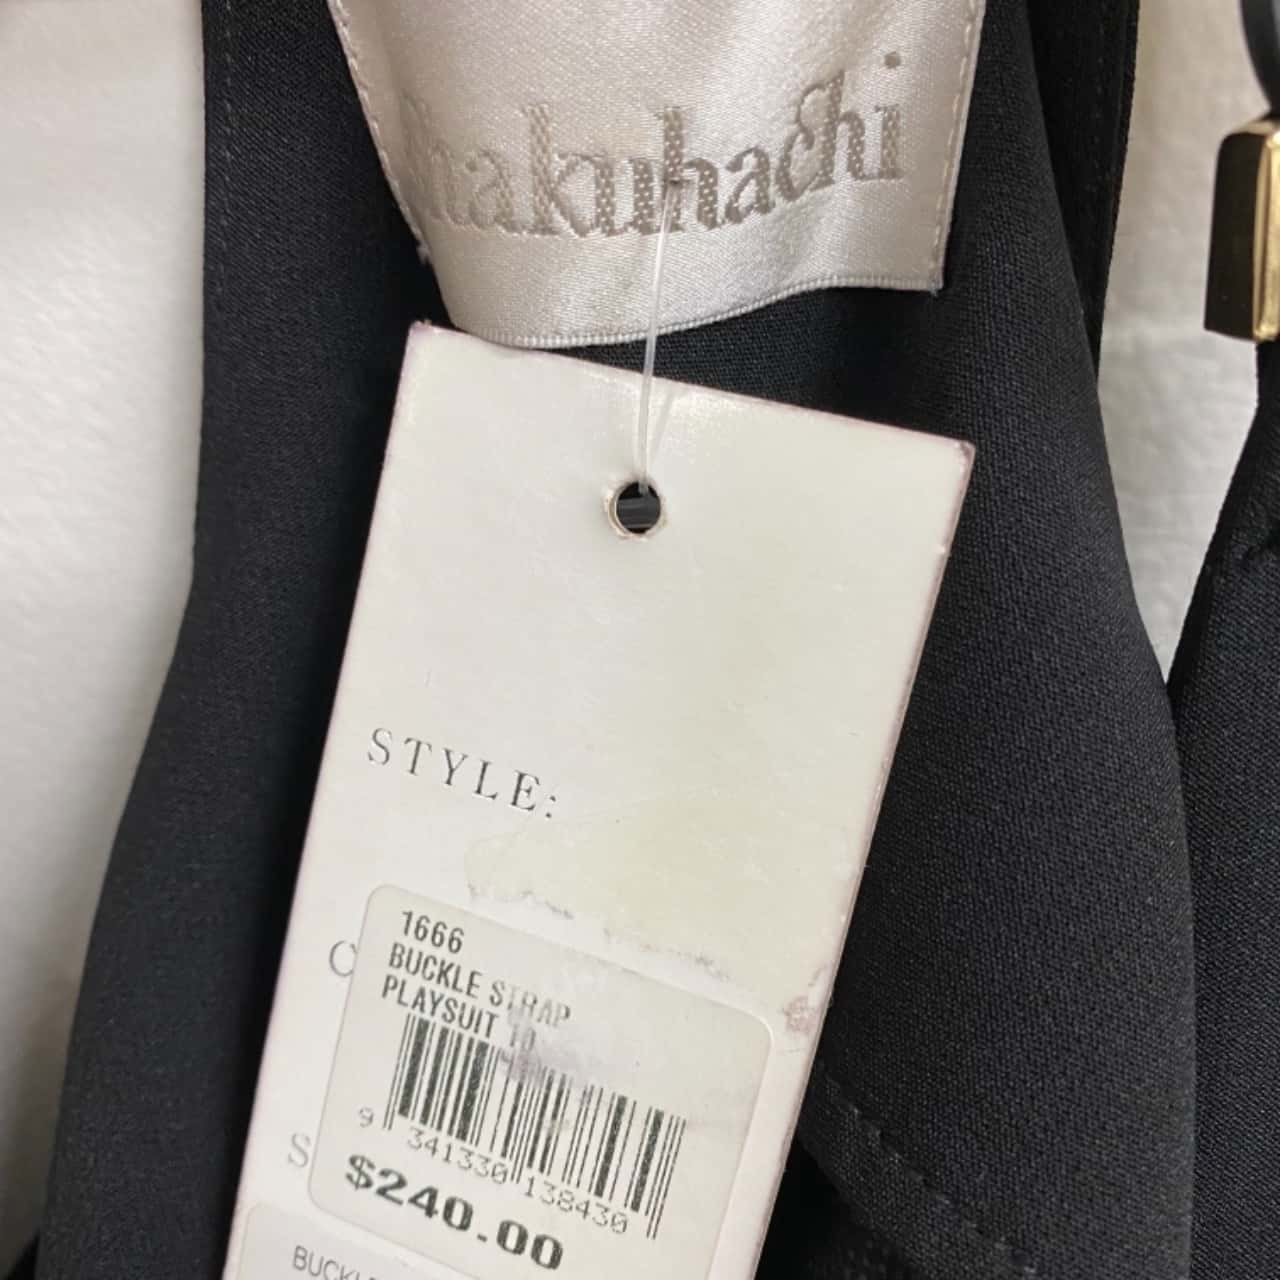 Shakuhachi
STYLE:
1666
BUCKLE STRAP
PLAYSUIT 10
9 341330 138430
$240.00